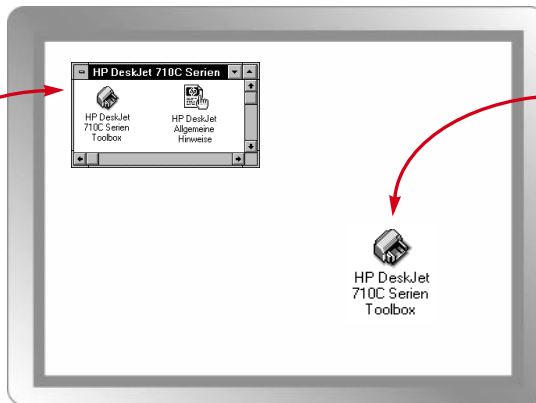 HP DeskJet 710C Serien
HP DeskJet
710C Serien
Toolbox
HP DeskJet
Allgemeine
Hinweise
HP DeskJet
710C Serien
Toolbox